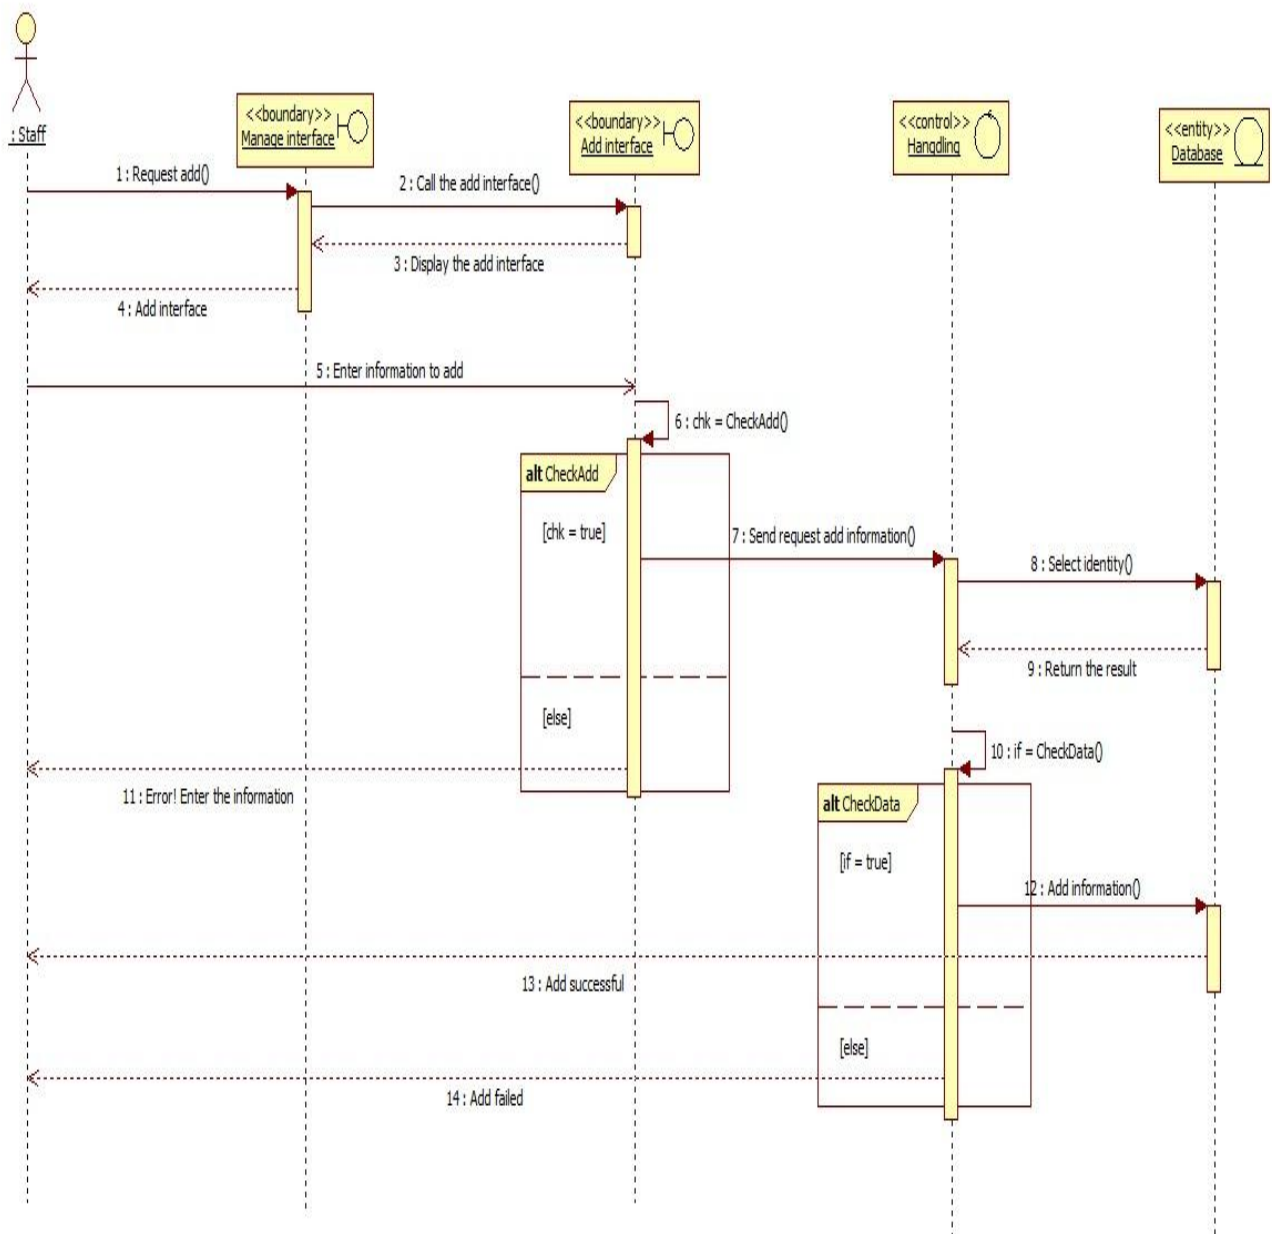 : Staff
<<boundary>>
Manage interface
<<boundary>>
Add interface
<<control>>
Hangdling
<<entity>>
Database
1 : Request add()
2 : Call the add interface()
3 : Display the add interface
4 : Add interface
5 : Enter information to add
6 : chk = CheckAdd()
alt CheckAdd
[chk = true]
7 : Send request add information()
8 : Select identity()
9 : Return the result
[else]
10 : if = CheckData()
11 : Error! Enter the information
alt CheckData
[if = true]
12 : Add information()
13 : Add successful
[else]
14 : Add failed